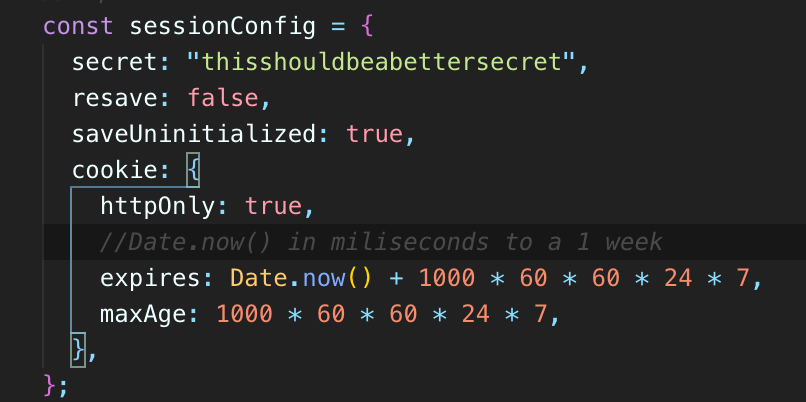 const sessionConfig = {
  secret: "thisshouldbeabettersecret",
  resave: false,
  saveUninitialized: true,
  cookie: {
    httpOnly: true,
    //Date.now() in miliseconds to a 1 week
    expires: Date.now() + 1000 * 60 * 60 * 24 * 7,
    maxAge: 1000 * 60 * 60 * 24 * 7,
  },
};